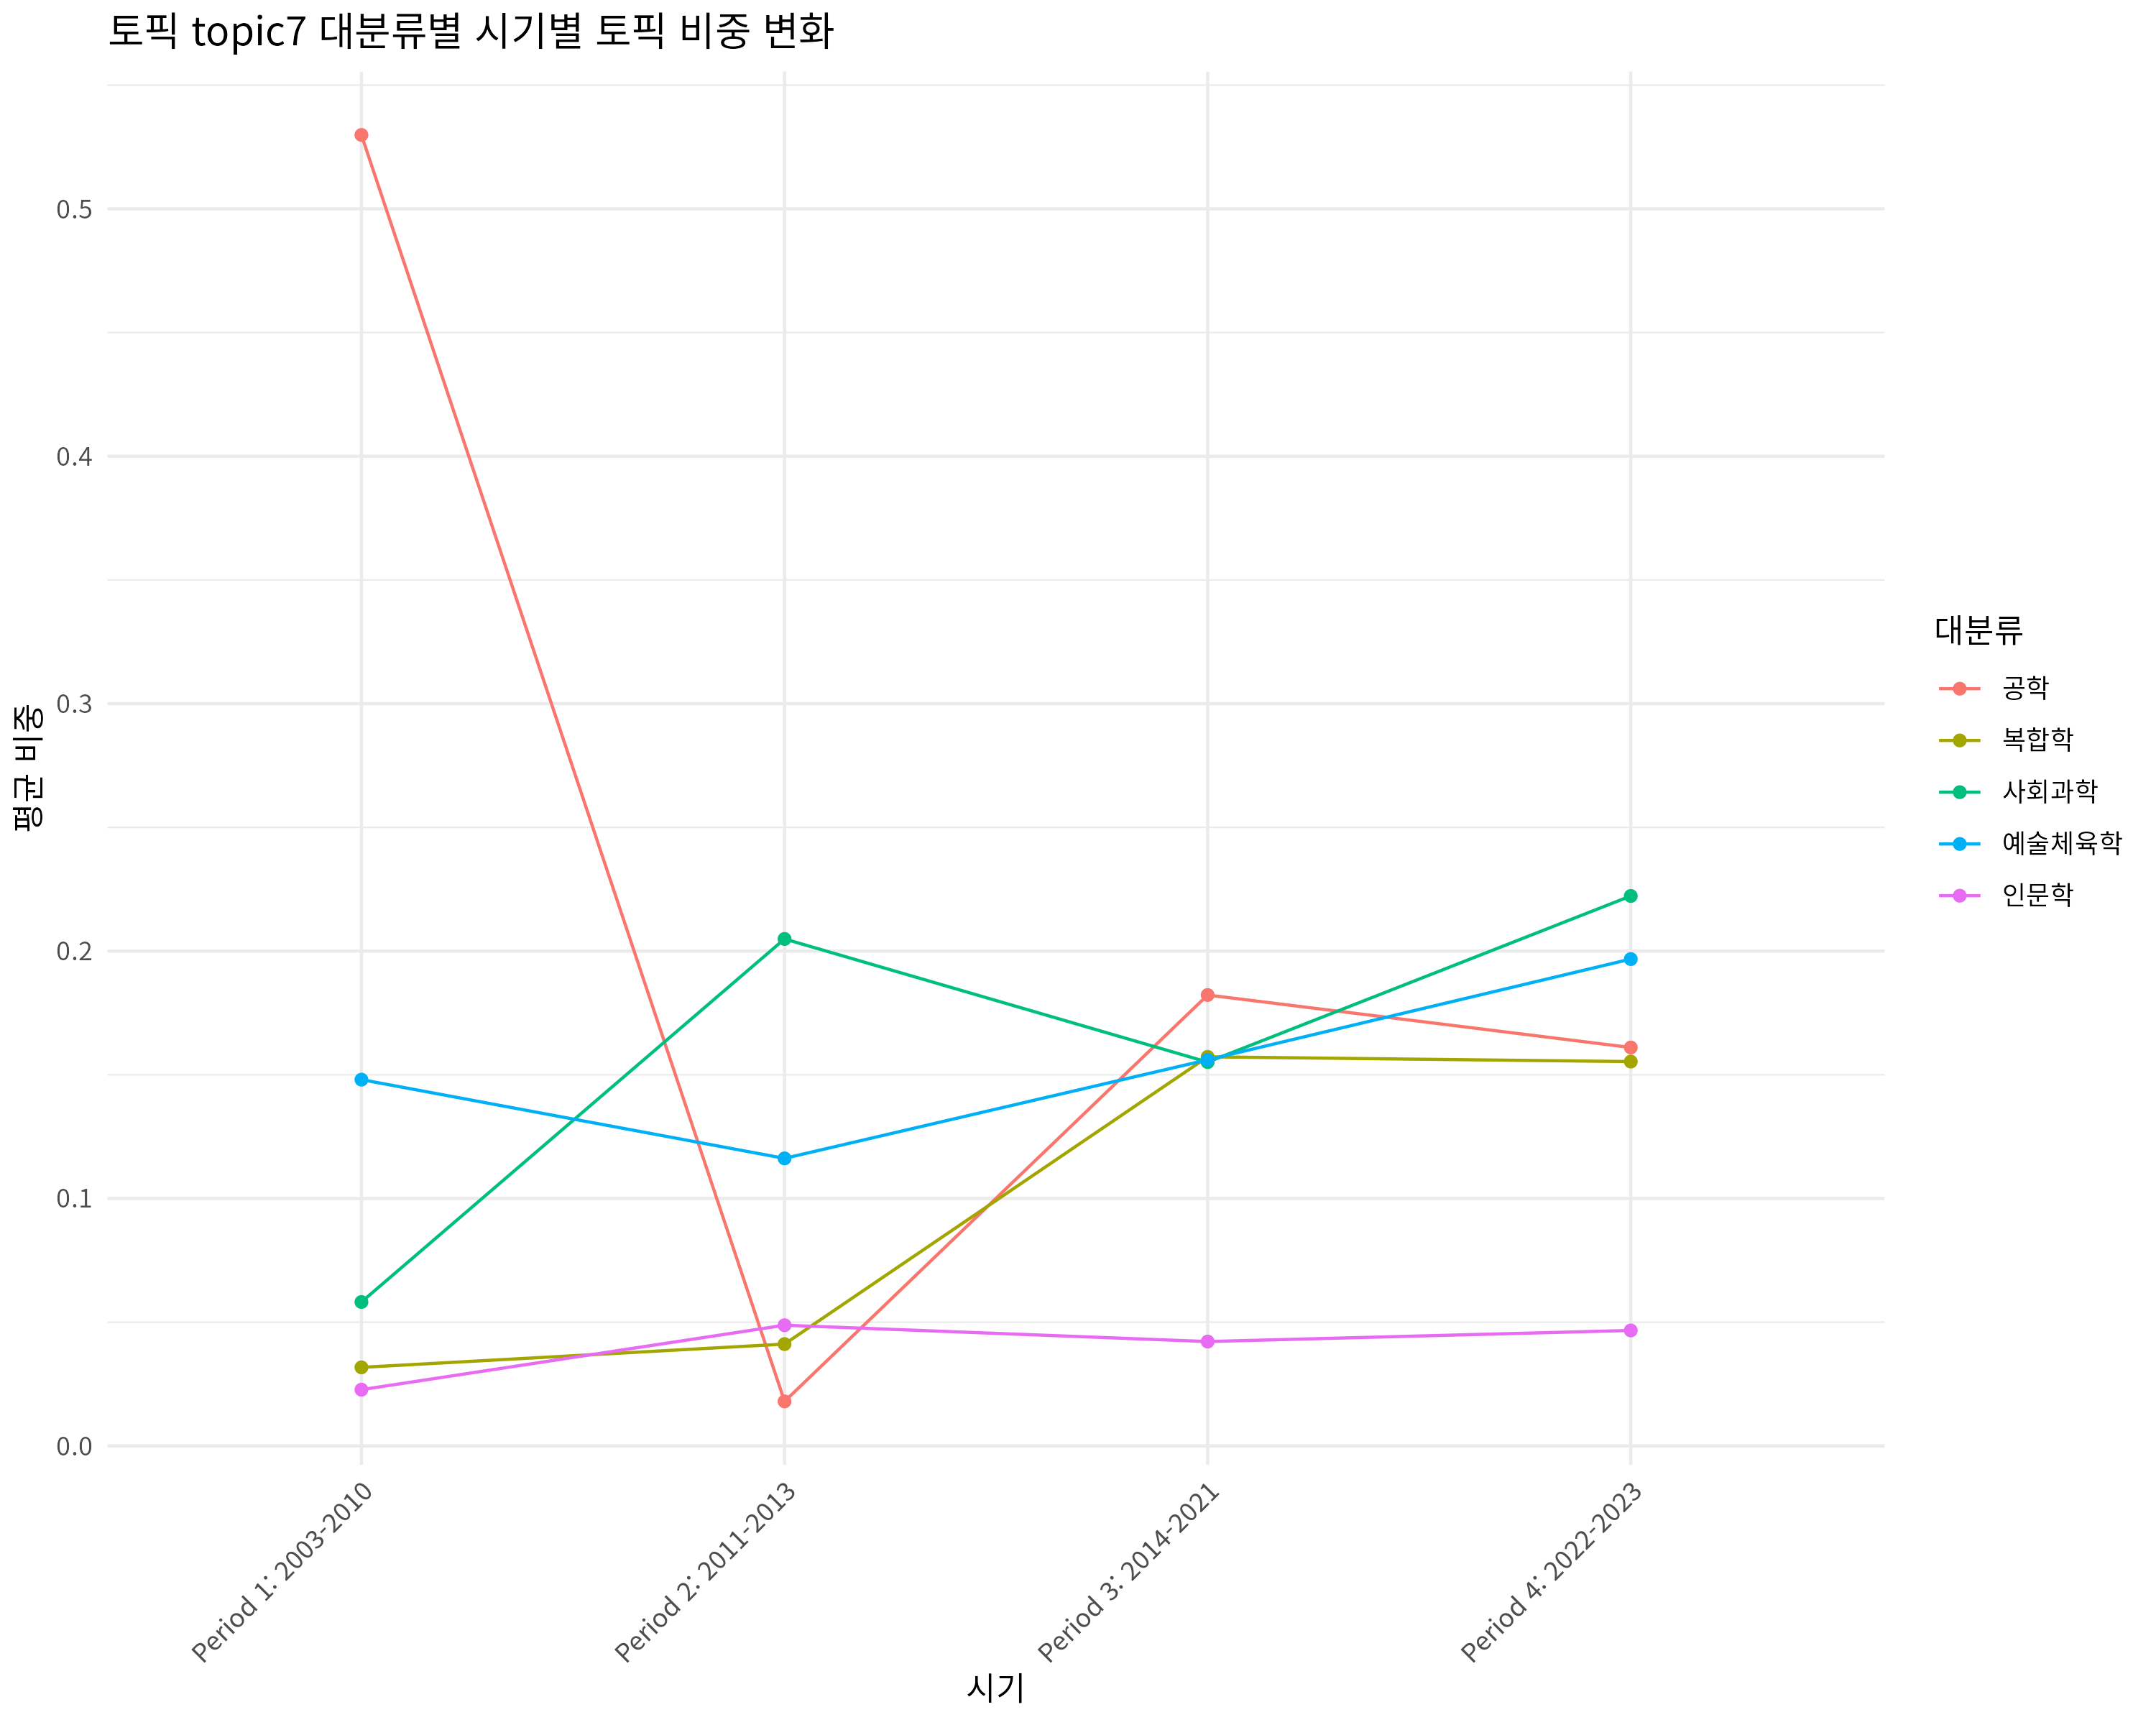 토픽 topic7 대분류별 시기별 토픽 비중 변화
평균 비중
0.5
0.4
0.3
0.2
0.1
0.0
Period 1: 2003-2010
Period 2: 2011-2013
Period 3: 2014-2021
Period 4: 2022-2023
시기
대분류
공학
복합학
사회과학
예술체육학
인문학